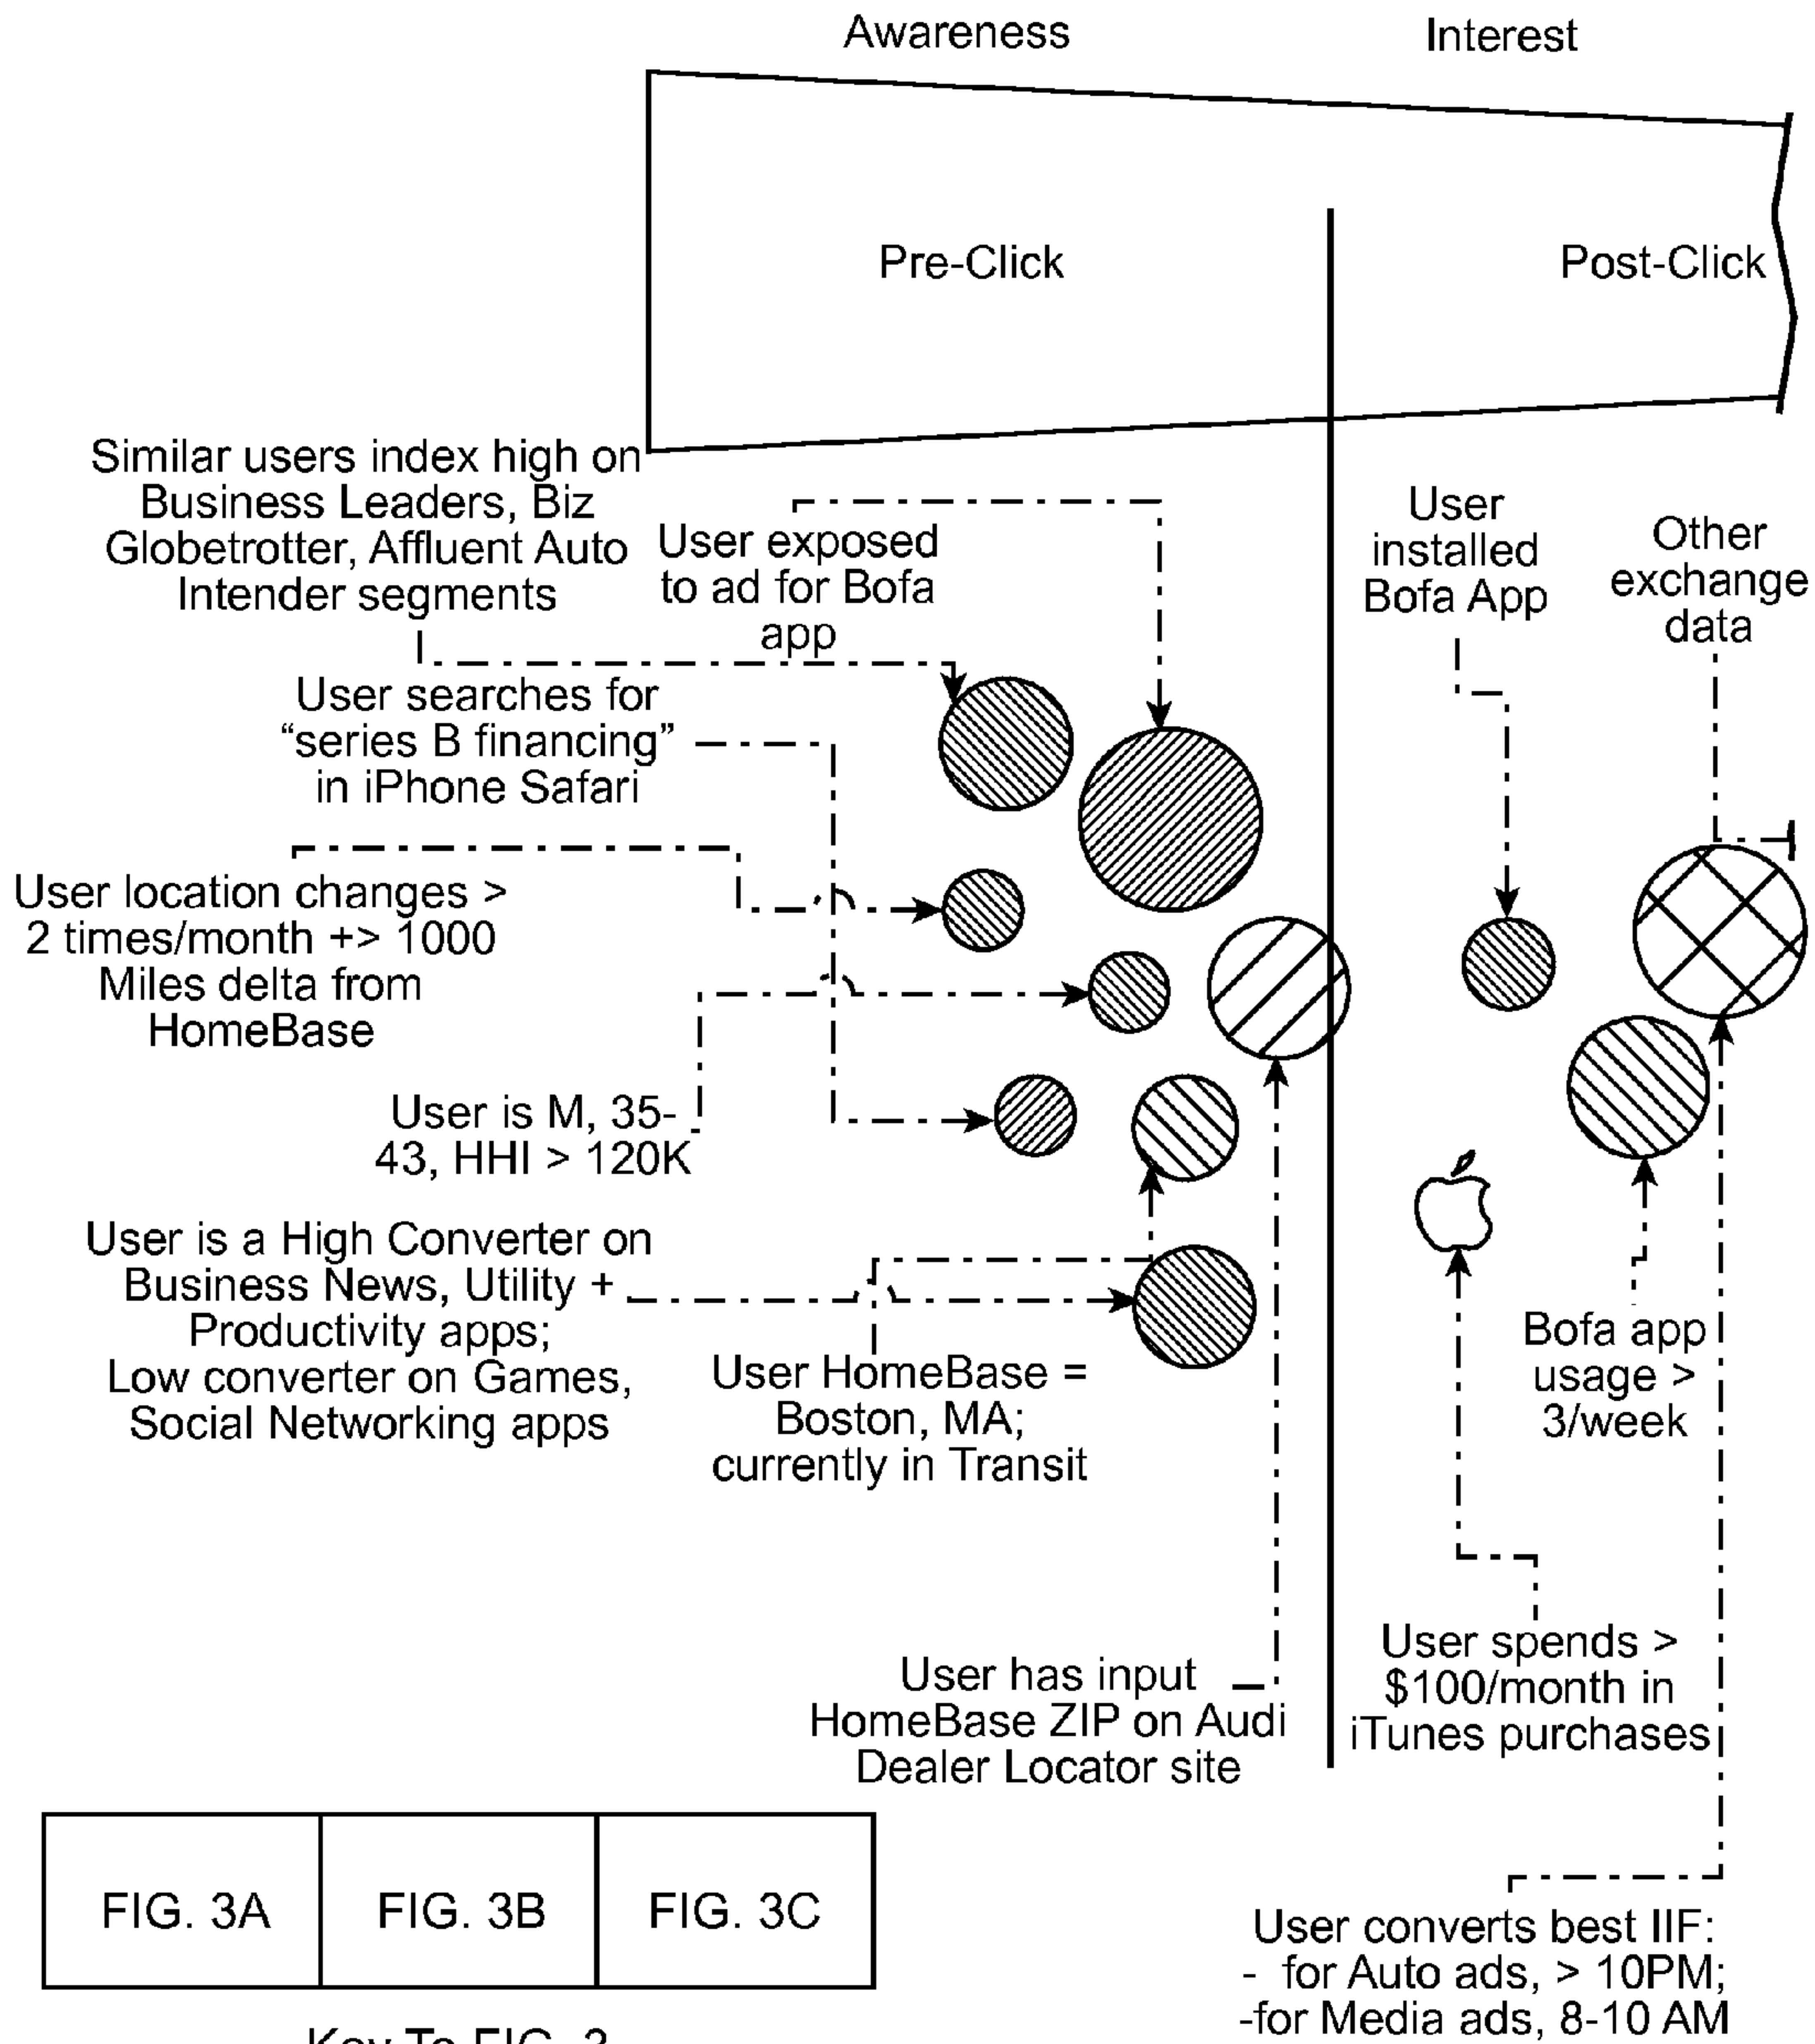 Awareness
Interest
Pre-Click
Post-Click
Similar users index high on
Business Leaders, Biz
Globetrotter, Affluent Auto
Intender segments
User exposed
to ad for Bofa
app
User
installed
Bofa App
Other
exchange
data
User searches for
“series B financing”
in iPhone Safari
User location changes >
2 times/month +> 1000
Miles delta from
HomeBase
User is M, 35-
43, HHI > 120K
User is a High Converter on
Business News, Utility +
Productivity apps;
Low converter on Games,
Social Networking apps
User HomeBase =
Boston, MA;
currently in Transit
Bofa app
usage >
3/week
User has input
HomeBase ZIP on Audi
Dealer Locator site
User spends >
$100/month in
iTunes purchases
FIG. 3A
FIG. 3B
FIG. 3C
Key To FIG. 3
User converts best IIF:
- for Auto ads, > 10PM;
-for Media ads, 8-10 AM